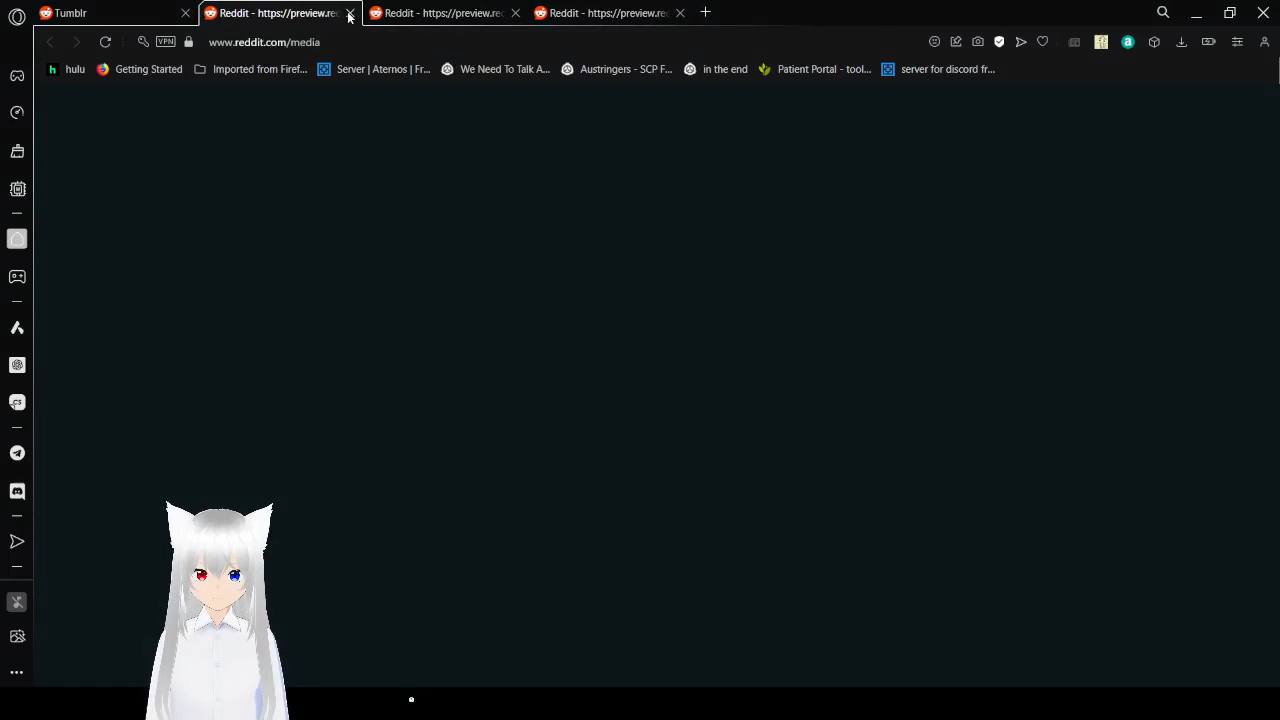 Tumblr
Reddit - https://preview.re
Reddit - https://preview.re
Reddit - https://preview.re
VPN
www.reddit.com/media
h hulu
Getting Started
Imported from Firef...
Server | Aternos | Fr...
We Need To Talk A...
Austringers - SCP F...
in the end
Patient Portal - tool...
server for discord fr...